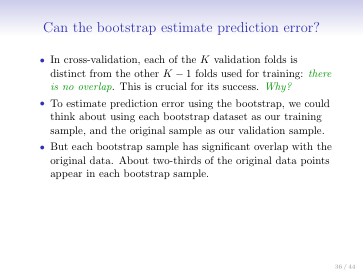 Can the bootstrap estimate prediction error?
• In cross-validation, each of the K validation folds is
distinct from the other K − 1 folds used for training: there
is no overlap. This is crucial for its success. Why?
• To estimate prediction error using the bootstrap, we could
think about using each bootstrap dataset as our training
sample, and the original sample as our validation sample.
• But each bootstrap sample has significant overlap with the
original data. About two-thirds of the original data points
appear in each bootstrap sample.
36 / 44